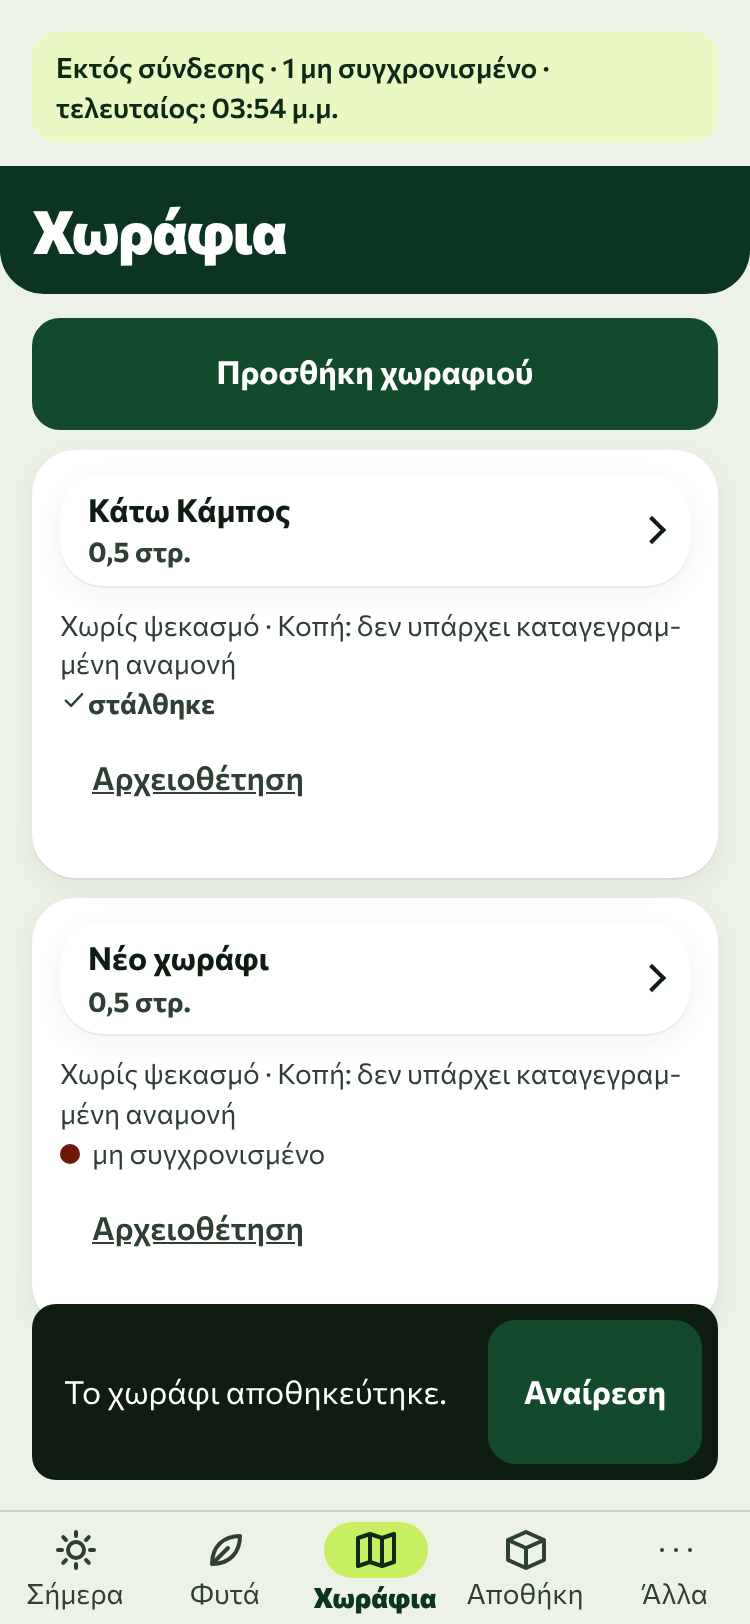 Εκτός σύνδεσης · 1 μη συγχρονισμένο ·
τελευταίος: 03:54 μ.μ.
Χωράφια
Προσθήκη χωραφιού
Κάτω Κάμπος
0,5 στρ.
Χωρίς ψεκασμό · Κοπή: δεν υπάρχει καταγεγραμ-
μένη αναμονή
στάλθηκε
Αρχειοθέτηση
Νέο χωράφι
0,5 στρ.
Χωρίς ψεκασμό · Κοπή: δεν υπάρχει καταγεγραμ-
μένη αναμονή
μη συγχρονισμένο
Αρχειοθέτηση
Το χωράφι αποθηκεύτηκε.
Αναίρεση
Σήμερα
Φυτά
Χωράφια
Αποθήκη
Άλλα